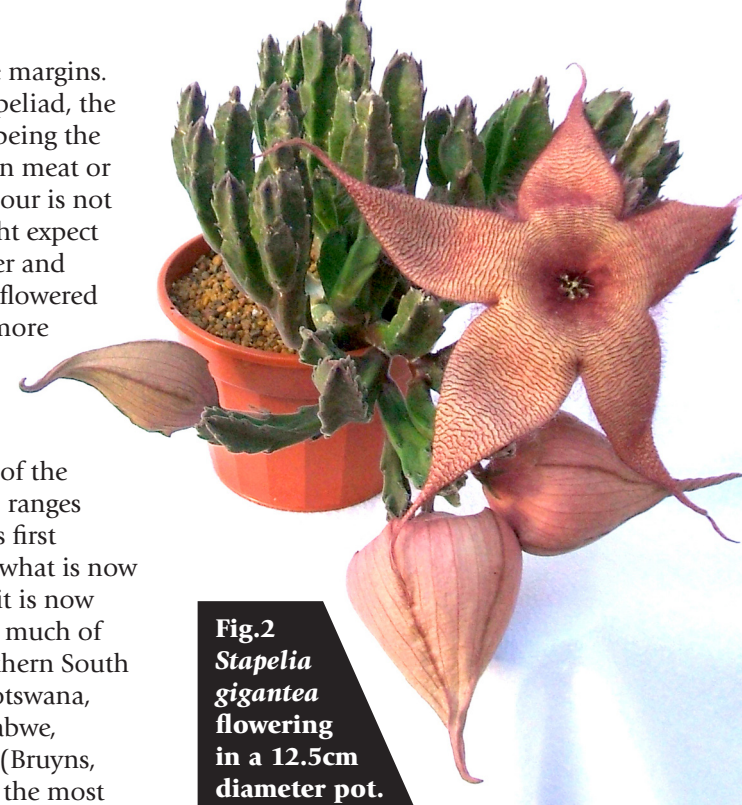 margins.
peliad, the
being the
n meat or
our is not
ht expect
er and
flowered
more
of the
ranges
s first
what is now
it is now
much of
hern South
otswana,
abwe,
(Bruyns,
the most
Fig.2
Stapelia
gigantea
flowering
in a 12.5cm
diameter pot.